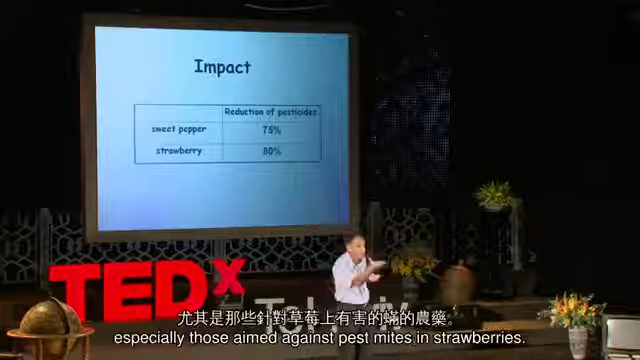 Impact
Reduction of pesticides
sweet pepper 75%
strawberry 80%
TEDx
尤其是那些針對草莓上有害的蟎的農藥。
especially those aimed against pest mites in strawberries.